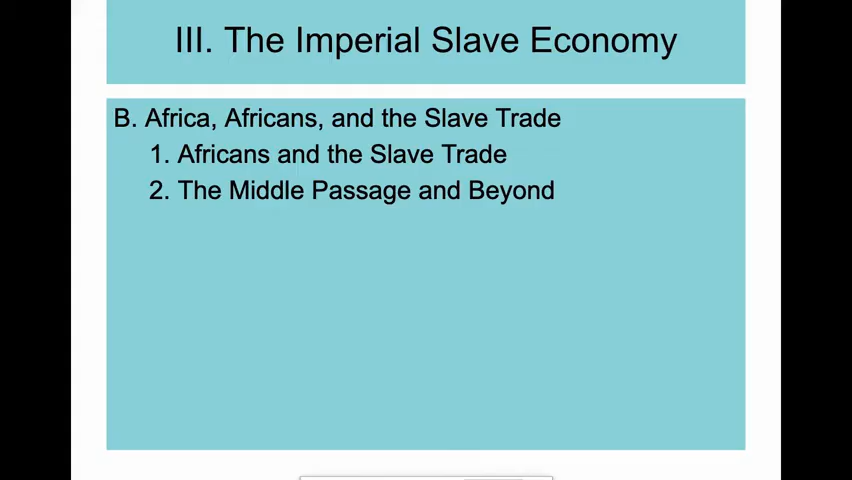 III. The Imperial Slave Economy
B. Africa, Africans, and the Slave Trade
1. Africans and the Slave Trade
2. The Middle Passage and Beyond